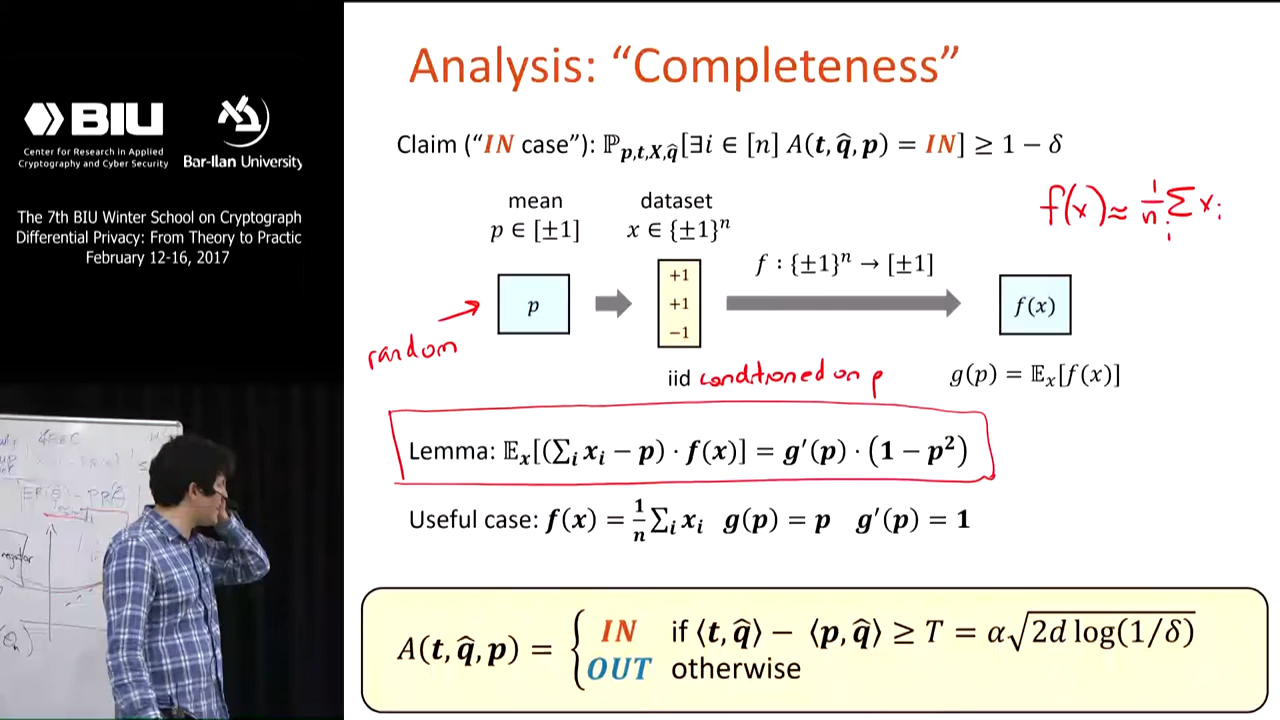 Analysis: “Completeness”
BIU
Center for Research in Applied
Cryptography and Cyber Security
Bar-Ilan University
The 7th BIU Winter School on Cryptograph
Differential Privacy: From Theory to Practic
February 12-16, 2017
Claim (“IN case”): ℙ_{p,t,X,q̂}[∃i ∈ [n] A(t, q̂, p) = IN] ≥ 1 − δ
f(x) ≈ 1/n Σ_i x_i
mean
p ∈ [±1]
dataset
x ∈ {±1}^n
f : {±1}^n → [±1]
random
p
+1
+1
−1
f(x)
iid conditioned on p
g(p) = 𝔼_x[f(x)]
Lemma: 𝔼_x[(∑_i x_i − p) · f(x)] = g′(p) · (1 − p²)
Useful case: f(x) = 1/n ∑_i x_i g(p) = p g′(p) = 1
A(t, q̂, p) = { IN if ⟨t, q̂⟩ − ⟨p, q̂⟩ ≥ T = α√(2d log(1/δ))
OUT otherwise